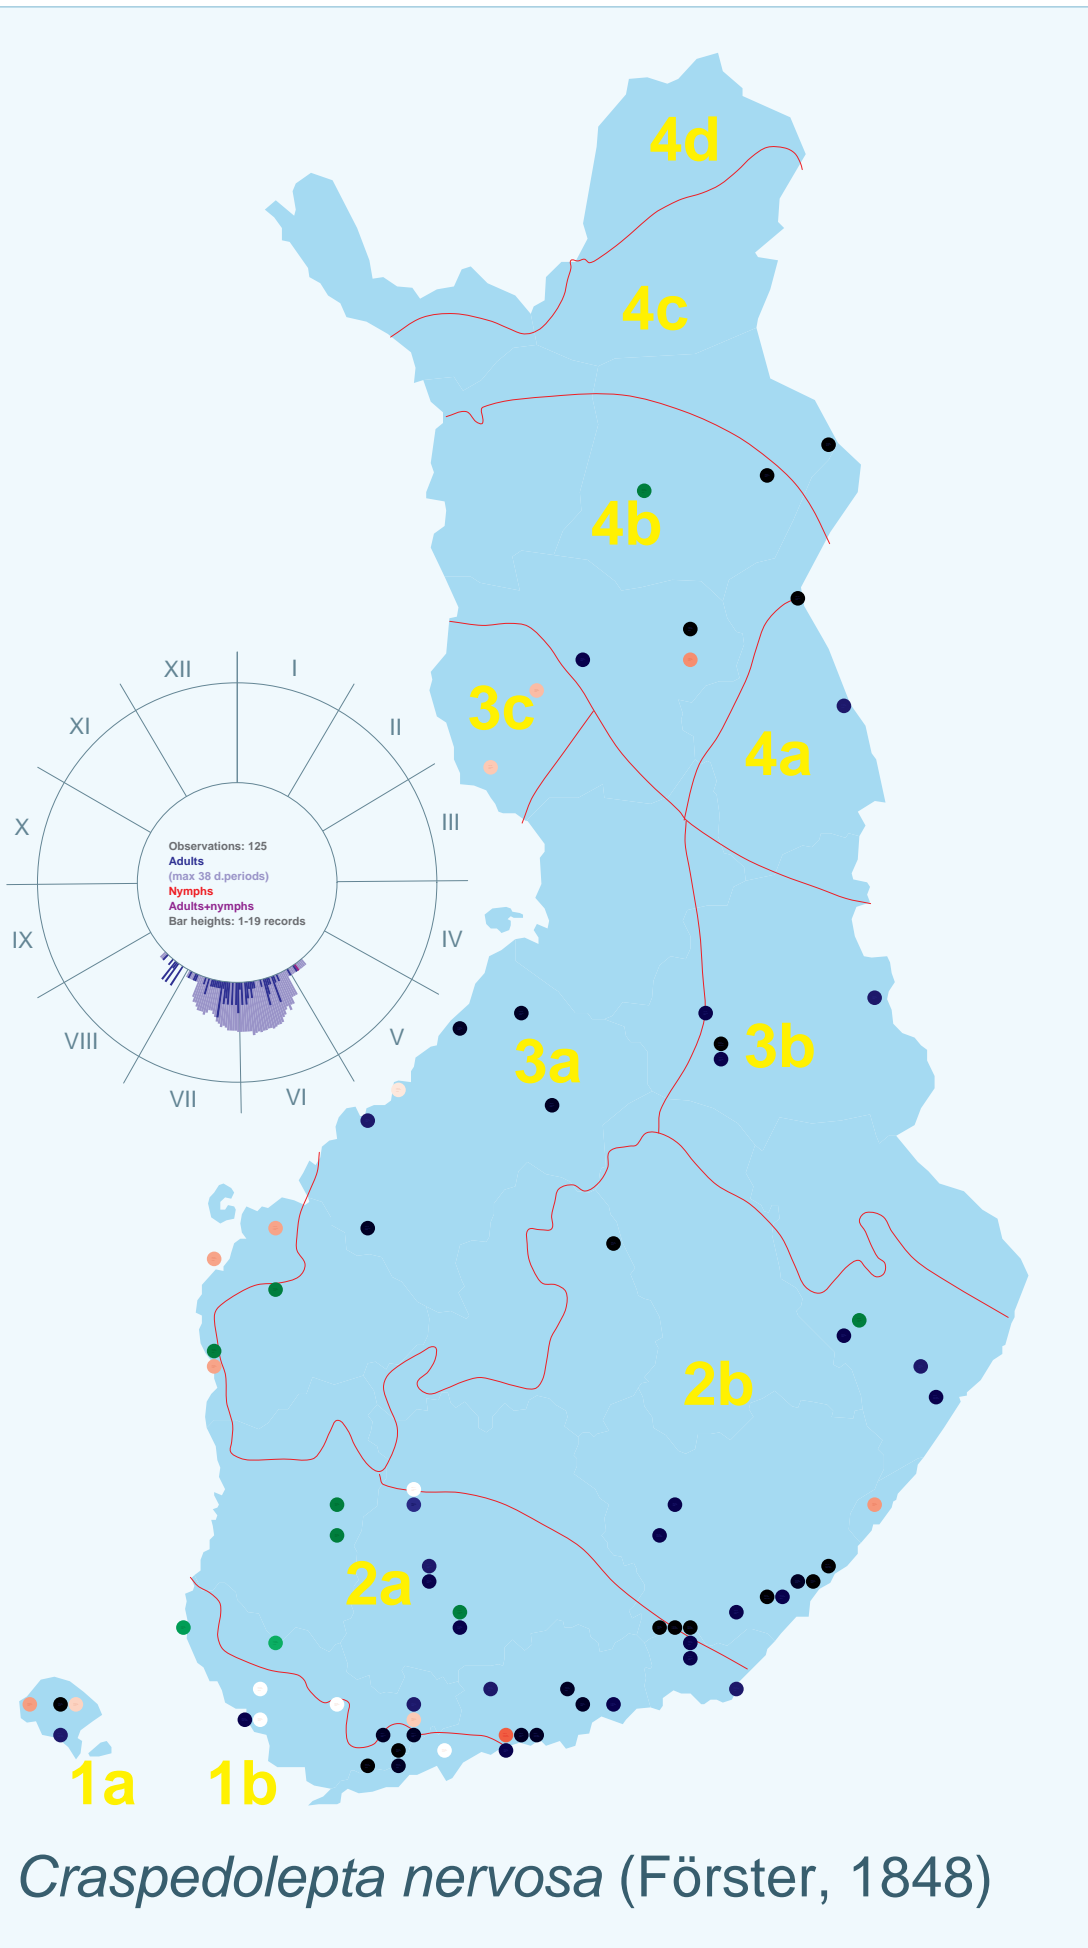 4d
4c
4b
3c
4a
XII
I
XI
II
X
III
Observations: 125
Adults
(max 38 d.periods)
Nymphs
Adults+nymphs
Bar heights: 1-19 records
IX
IV
VIII
V
VII
VI
3a
3b
2b
2a
1a
1b
Craspedolepta nervosa (Förster, 1848)